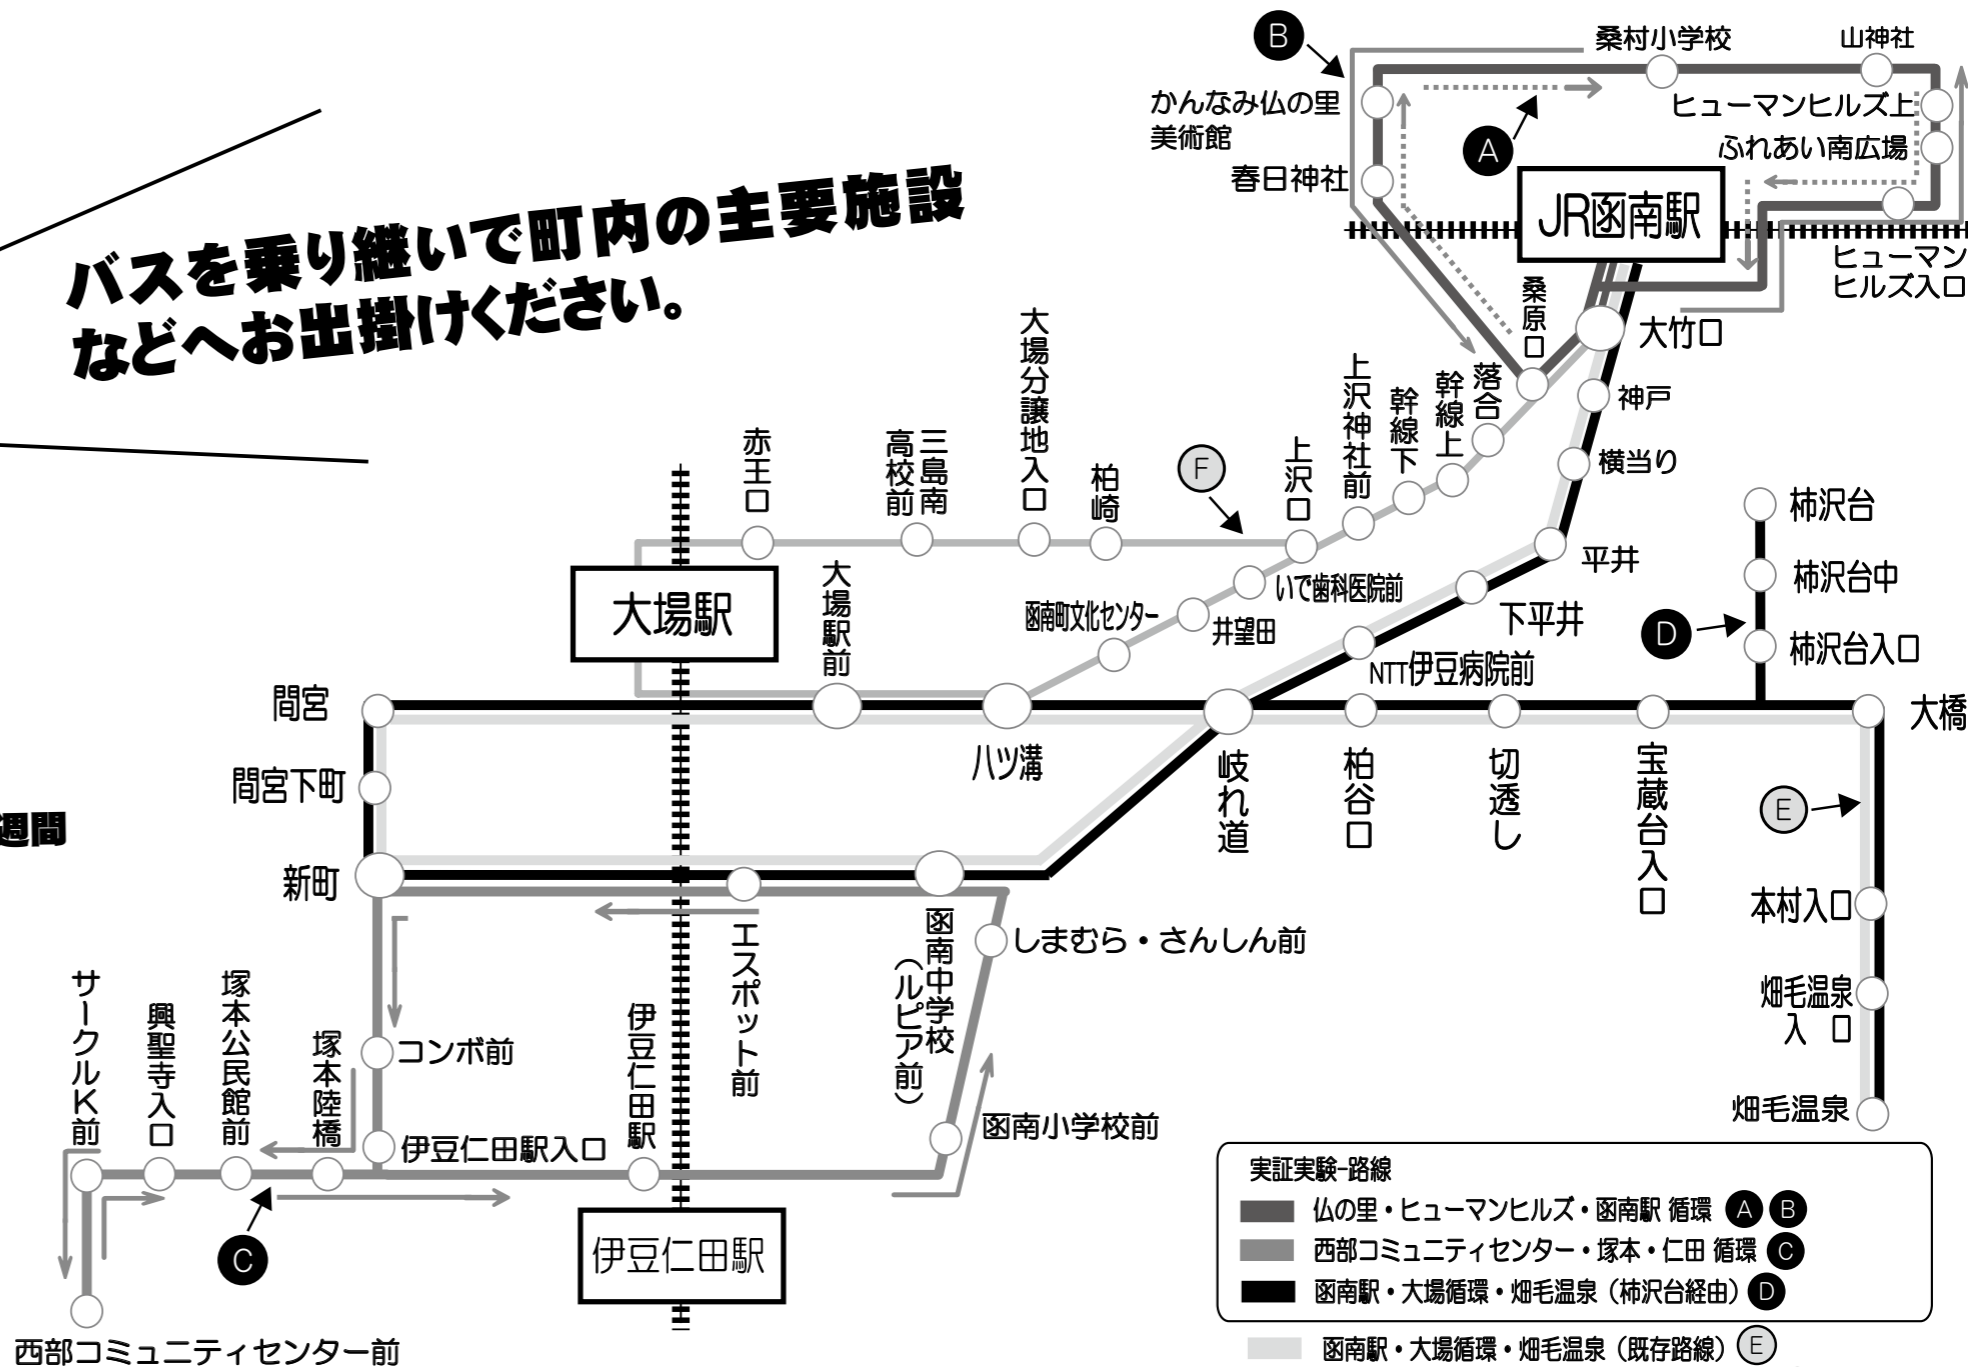 バスを乗り継いで町内の主要施設
などへお出掛けください。
週間
B
桑村小学校
山神社
かんなみ仏の里
美術館
A
ヒューマンヒルズ上
ふれあい南広場
春日神社
JR函南駅
ヒューマン
ヒルズ入口
桑原口
大竹口
神戸
横当り
平井
下平井
NTT伊豆病院前
落合
幹線上
幹線下
上沢神社前
上沢口
F
柏崎
大場分譲地入口
三島南
高校前
赤王口
大場駅
大場駅前
函南町文化センター
井望田
いで歯科医院前
柿沢台
柿沢台中
D
柿沢台入口
間宮
八ツ溝
岐れ道
柏谷口
切透し
宝蔵台入口
大橋
間宮下町
E
新町
本村入口
畑毛温泉
入口
畑毛温泉
エスポット前
函南中学校
（ルピア前）
しまむら・さんしん前
函南小学校前
サークルK前
興聖寺入口
塚本公民館前
塚本陸橋
コンボ前
伊豆仁田駅入口
伊豆仁田駅
C
伊豆仁田駅
西部コミュニティセンター前
実証実験-路線
仏の里・ヒューマンヒルズ・函南駅 循環 A B
西部コミュニティセンター・塚本・仁田 循環 C
函南駅・大場循環・畑毛温泉（柿沢台経由） D
函南駅・大場循環・畑毛温泉（既存路線） E